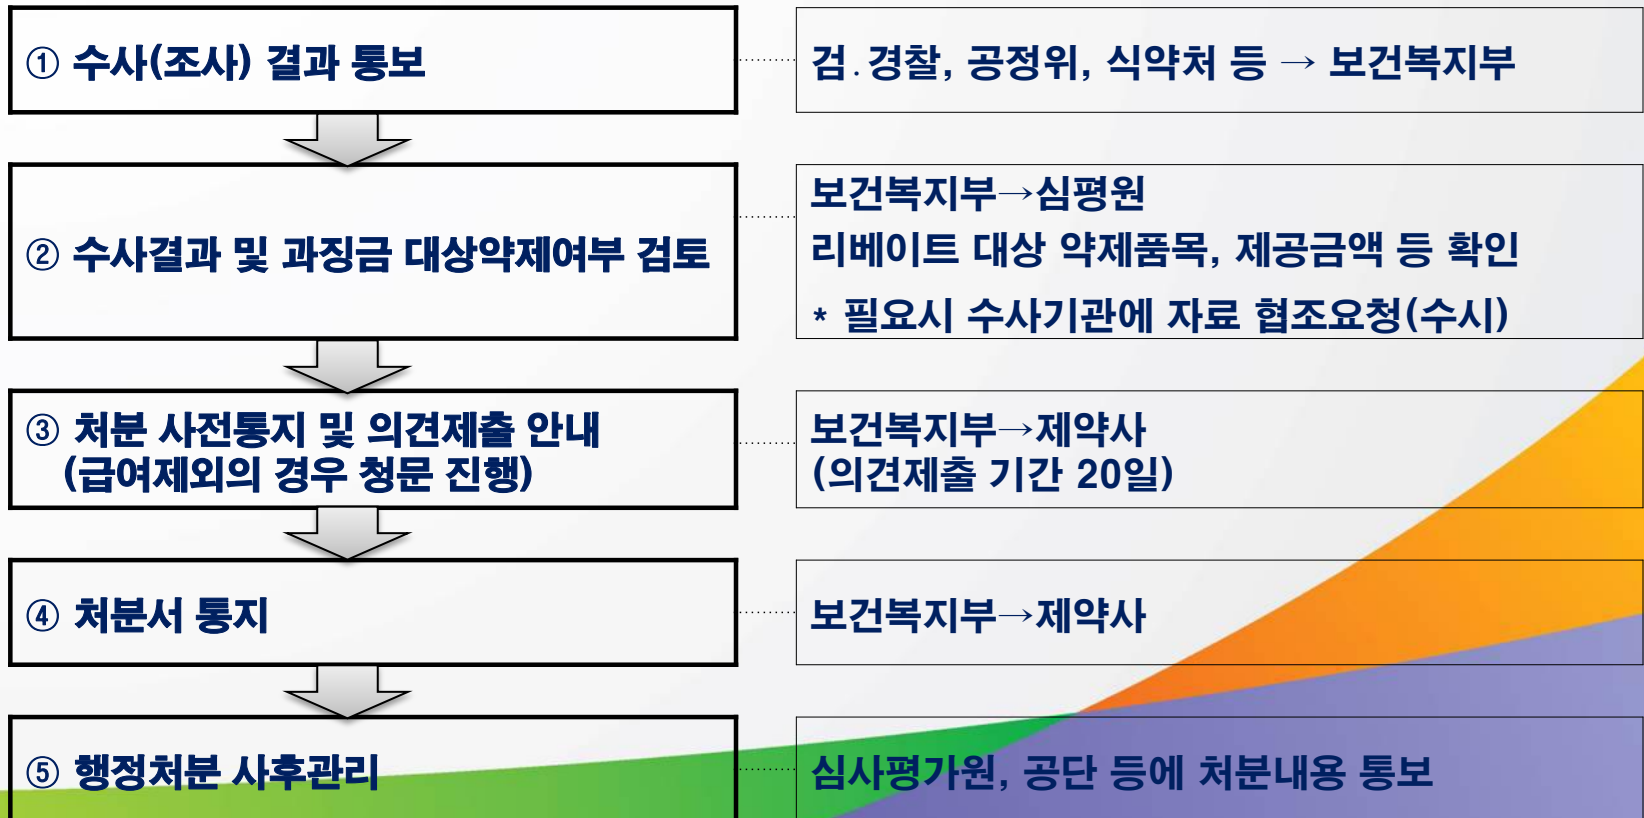 ① 수사(조사) 결과 통보
검.경찰, 공정위, 식약처 등 → 보건복지부
② 수사결과 및 과징금 대상약제여부 검토
보건복지부→심평원
리베이트 대상 약제품목, 제공금액 등 확인
* 필요시 수사기관에 자료 협조요청(수시)
③ 처분 사전통지 및 의견제출 안내
(급여제외의 경우 청문 진행)
보건복지부→제약사
(의견제출 기간 20일)
④ 처분서 통지
보건복지부→제약사
⑤ 행정처분 사후관리
심사평가원, 공단 등에 처분내용 통보